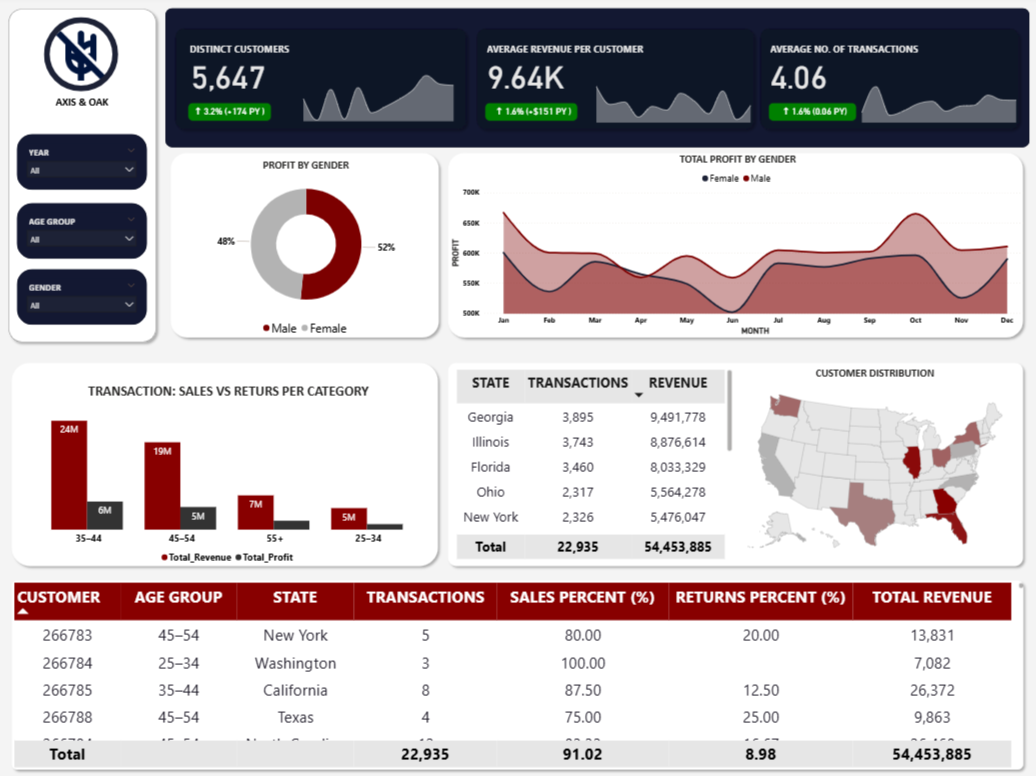 AXIS & OAK
YEAR
All
AGE GROUP
All
GENDER
All
DISTINCT CUSTOMERS
5,647
↑ 3.2% (+174 PY )
AVERAGE REVENUE PER CUSTOMER
9.64K
↑ 1.6% (+$151 PY)
AVERAGE NO. OF TRANSACTIONS
4.06
↑ 1.6% (0.06 PY)
PROFIT BY GENDER
48%
52%
Male Female
TOTAL PROFIT BY GENDER
Female Male
PROFIT
700K
650K
600K
550K
500K
Jan Feb Mar Apr May Jun Jul Aug Sep Oct Nov Dec
MONTH
TRANSACTION: SALES VS RETURS PER CATEGORY
24M 6M 19M 5M 7M 5M
35–44 45–54 55+ 25–34
Total_Revenue Total_Profit
STATE TRANSACTIONS REVENUE
Georgia 3,895 9,491,778
Illinois 3,743 8,876,614
Florida 3,460 8,033,329
Ohio 2,317 5,564,278
New York 2,326 5,476,047
Total 22,935 54,453,885
CUSTOMER DISTRIBUTION
CUSTOMER AGE GROUP STATE TRANSACTIONS SALES PERCENT (%) RETURNS PERCENT (%) TOTAL REVENUE
266783 45–54 New York 5 80.00 20.00 13,831
266784 25–34 Washington 3 100.00 7,082
266785 35–44 California 8 87.50 12.50 26,372
266788 45–54 Texas 4 75.00 25.00 9,863
Total 22,935 91.02 8.98 54,453,885